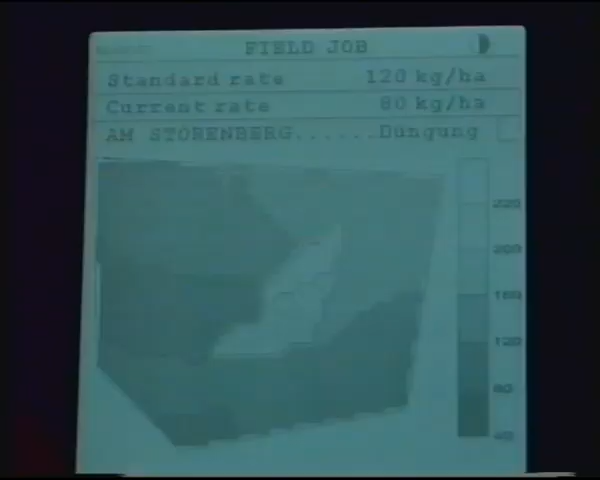 FIELD JOB
Standard rate 120 kg/ha
Current rate 80 kg/ha
AM STORENBERG......Düngung
220
200
160
120
80
40